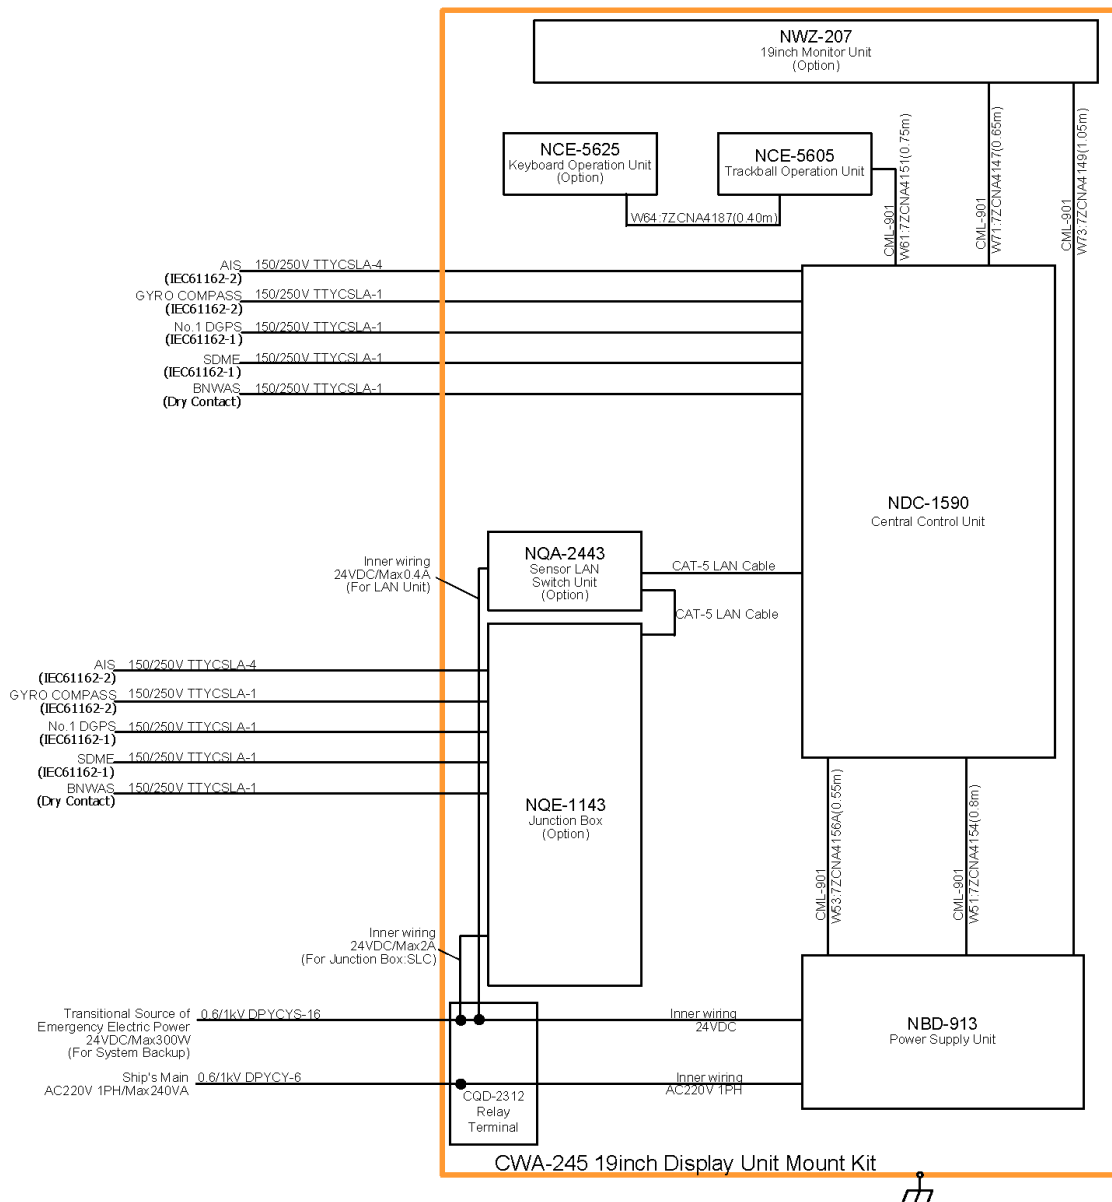 NWZ-207
19inch Monitor Unit
(Option)
NCE-5625
Keyboard Operation Unit
(Option)
NCE-5605
Trackball Operation Unit
W64:7ZCNA4187(0.40m)
CML-901
W61:7ZCNA4151(0.75m)
CML-901
W71:7ZCNA4147(0.65m)
CML-901
W73:7ZCNA4149(1.05m)
AIS 150/250V TTYCSLA-4
(IEC61162-2)
GYRO COMPASS 150/250V TTYCSLA-1
(IEC61162-2)
No.1 DGPS 150/250V TTYCSLA-1
(IEC61162-1)
SDME 150/250V TTYCSLA-1
(IEC61162-1)
BNWAS 150/250V TTYCSLA-1
(Dry Contact)
NDC-1590
Central Control Unit
NQA-2443
Sensor LAN
Switch Unit
(Option)
Inner wiring
24VDC/Max0.4A
(For LAN Unit)
CAT-5 LAN Cable
CAT-5 LAN Cable
AIS 150/250V TTYCSLA-4
(IEC61162-2)
GYRO COMPASS 150/250V TTYCSLA-1
(IEC61162-2)
No.1 DGPS 150/250V TTYCSLA-1
(IEC61162-1)
SDME 150/250V TTYCSLA-1
(IEC61162-1)
BNWAS 150/250V TTYCSLA-1
(Dry Contact)
NQE-1143
Junction Box
(Option)
CML-901
W53:7ZCNA4156A(0.55m)
CML-901
W51:7ZCNA4154(0.8m)
Inner wiring
24VDC/Max2A
(For Junction Box:SLC)
Transitional Source of
Emergency Electric Power
24VDC/Max300W
(For System Backup)
0.6/1kV DPYCYS-16
Inner wiring
24VDC
NBD-913
Power Supply Unit
Ship's Main
AC220V 1PH/Max240VA
0.6/1kV DPYCY-6
Inner wiring
AC220V 1PH
CQD-2312
Relay
Terminal
CWA-245 19inch Display Unit Mount Kit